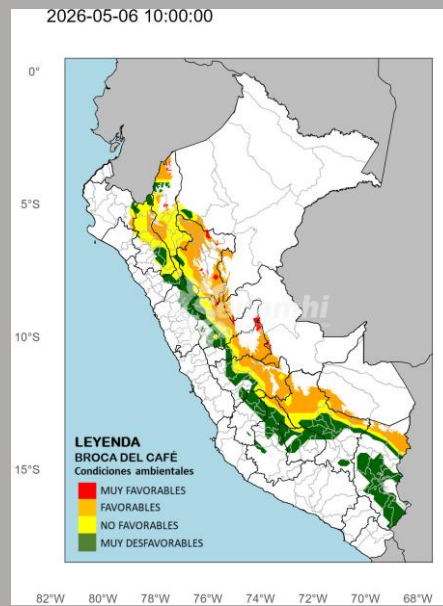 2026-05-06 10:00:00
0°
5°S
10°S
15°S
senamhi
LEYENDA
BROCA DEL CAFÉ
Condiciones ambientales
MUY FAVORABLES
FAVORABLES
NO FAVORABLES
MUY DESFAVORABLES
82°W 80°W 78°W 76°W 74°W 72°W 70°W 68°W